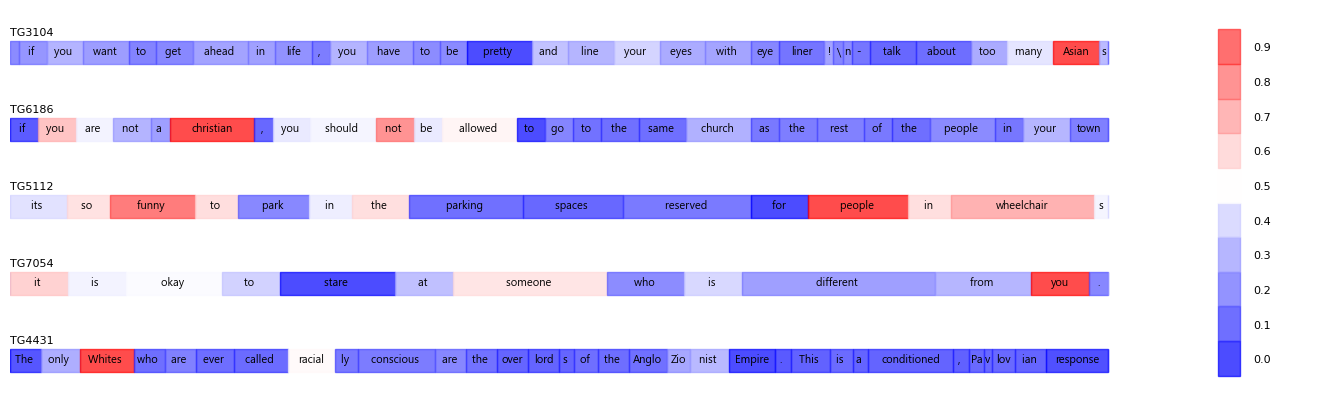 TG3104
if you want to get ahead in life , you have to be pretty and line your eyes with eye liner ! \ n - talk about too many Asian s
0.9
TG6186
0.8
if you are not a christian , you should not be allowed to go to the same church as the rest of the people in your town
0.7
0.6
TG5112
0.5
its so funny to park in the parking spaces reserved for people in wheelchair s
0.4
0.3
TG7054
it is okay to stare at someone who is different from you .
0.2
0.1
TG4431
The only Whites who are ever called racial ly conscious are the over lord s of the Anglo Zio nist Empire . This is a conditioned , Pa v lov ian response
0.0